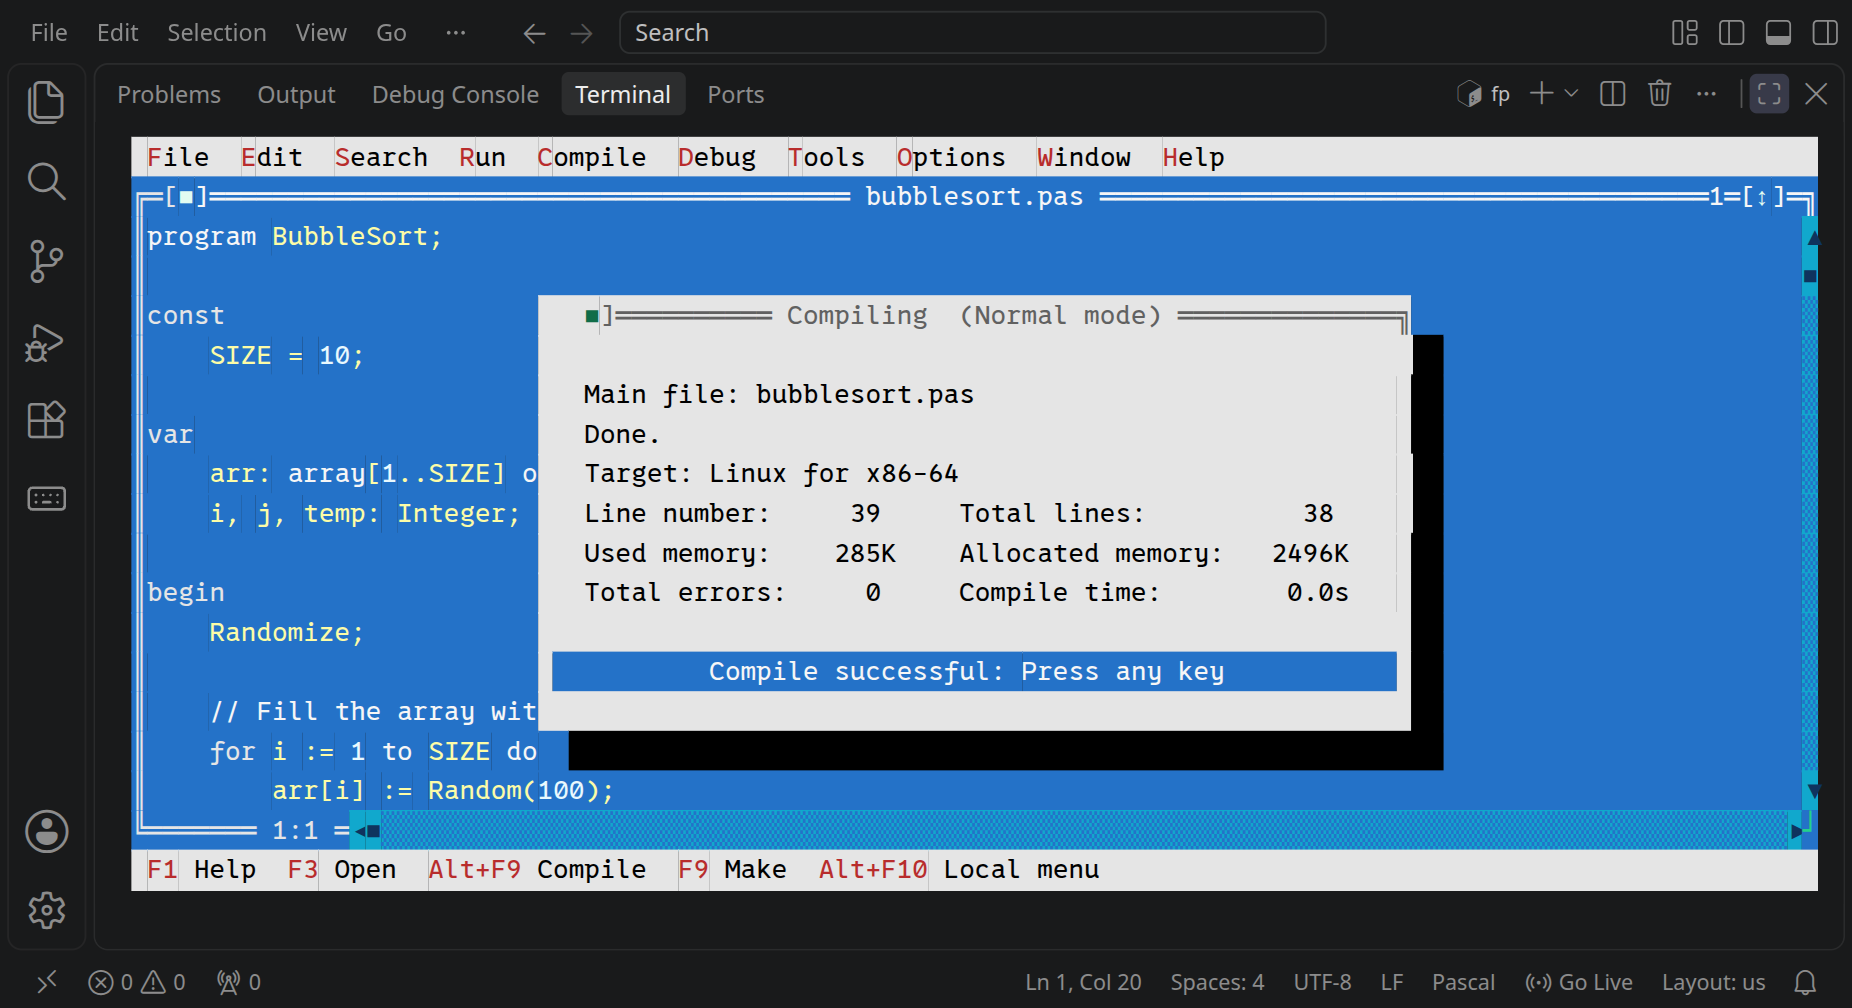 File Edit Selection View Go ··· Search
Problems Output Debug Console Terminal Ports fp
File Edit Search Run Compile Debug Tools Options Window Help
[■] bubblesort.pas 1=[↕]
program BubbleSort;
const
SIZE = 10;
var
arr: array[1..SIZE] o
i, j, temp: Integer;
begin
Randomize;
// Fill the array wit
for i := 1 to SIZE do
arr[i] := Random(100);
1:1
■] Compiling (Normal mode)
Main file: bubblesort.pas
Done.
Target: Linux for x86-64
Line number: 39 Total lines: 38
Used memory: 285K Allocated memory: 2496K
Total errors: 0 Compile time: 0.0s
Compile successful: Press any key
F1 Help F3 Open Alt+F9 Compile F9 Make Alt+F10 Local menu
0 0 0 Ln 1, Col 20 Spaces: 4 UTF-8 LF Pascal Go Live Layout: us